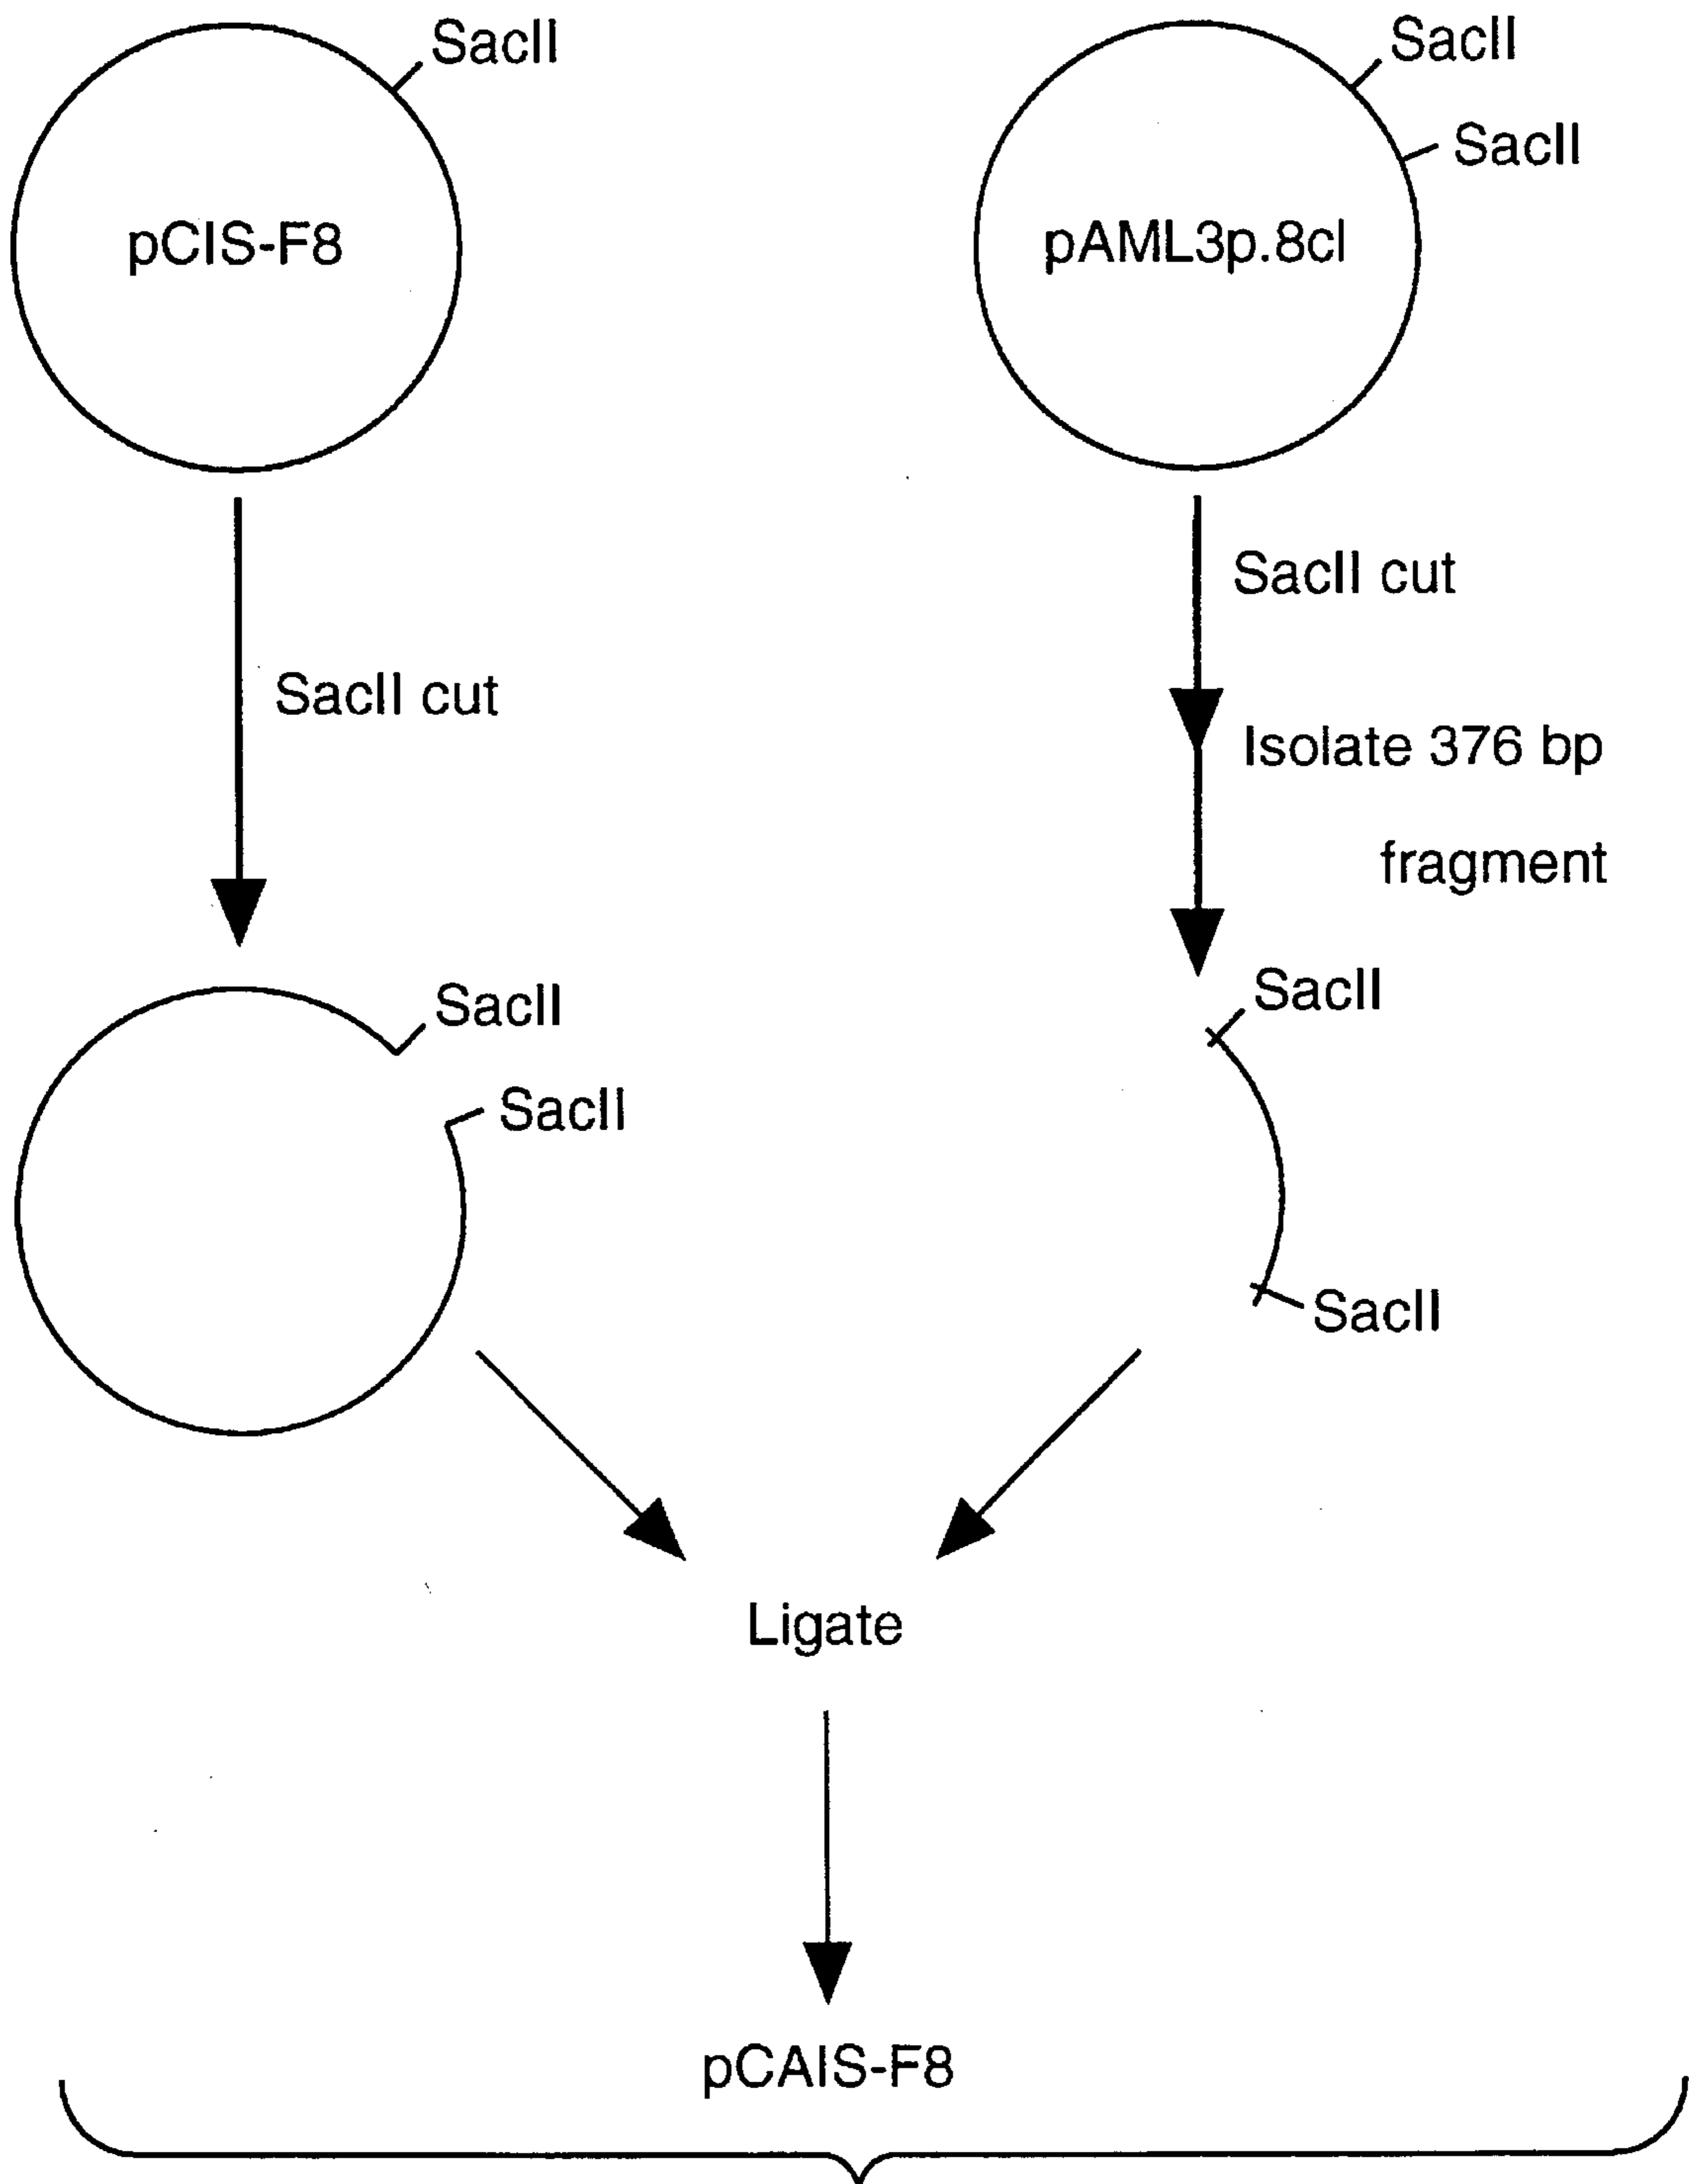 SacII
SacII
SacII
pCIS-F8
pAML3p.8cl
SacII cut
SacII cut
Isolate 376 bp
fragment
SacII
SacII
SacII
SacII
Ligate
pCAIS-F8